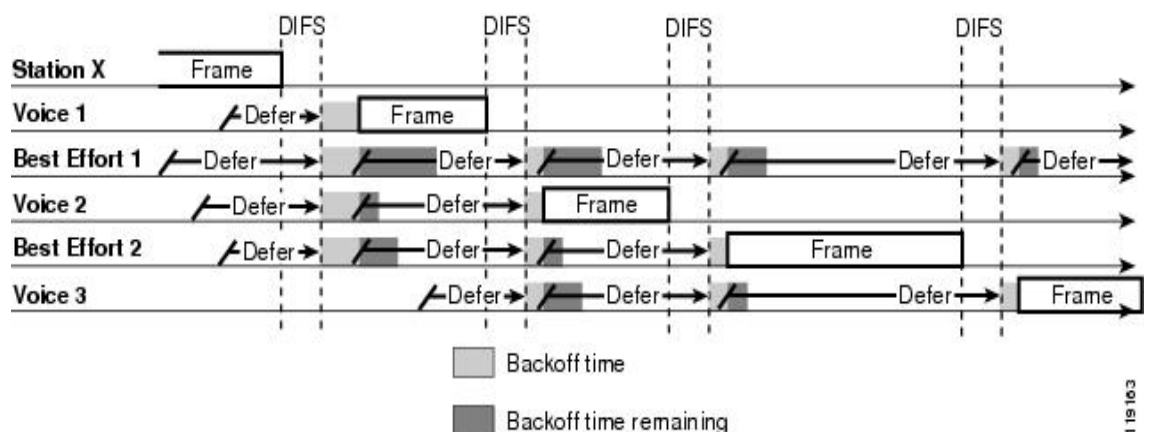 DIFS DIFS DIFS DIFS
Station X Frame
Voice 1 Defer Frame
Best Effort 1 Defer Defer Defer Defer Defer
Voice 2 Defer Defer Frame
Best Effort 2 Defer Defer Defer Frame
Voice 3 Defer Defer Defer Frame
Backoff time
Backoff time remaining
119163